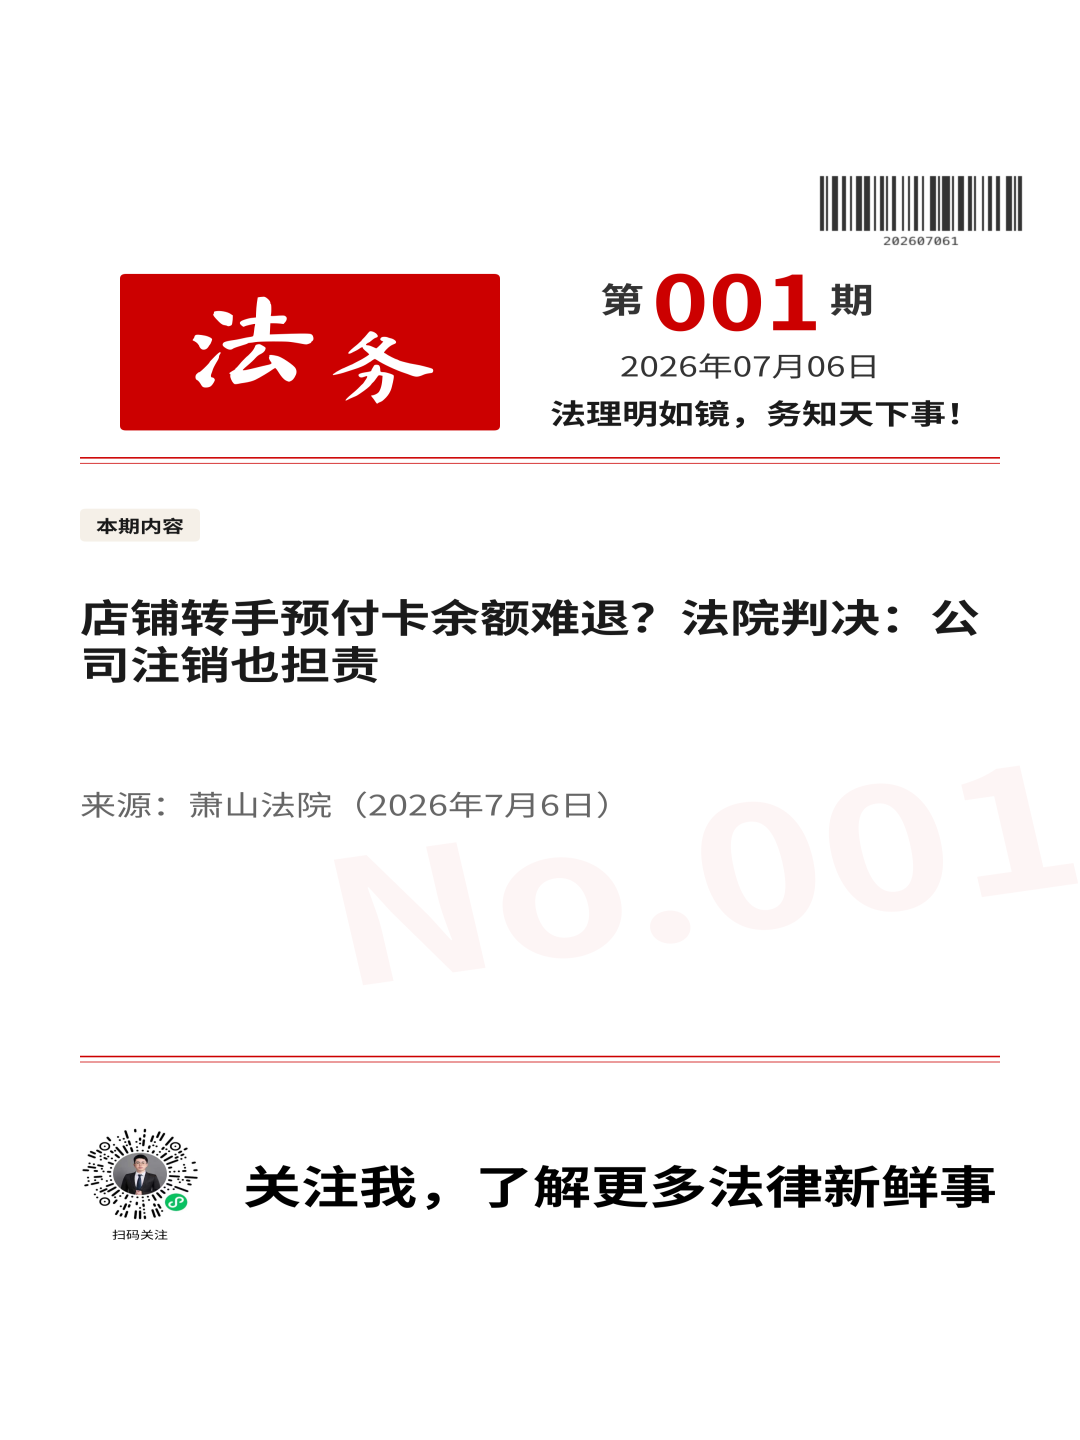 202607061
法务
第001期
2026年07月06日
法理明如镜，务知天下事！
本期内容
店铺转手预付卡余额难退？法院判决：公
司注销也担责
来源：萧山法院（2026年7月6日）
No.001
关注我，了解更多法律新鲜事
扫码关注